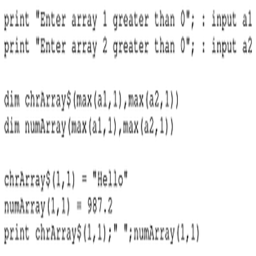 print "Enter array 1 greater than 0"; : input a1
print "Enter array 2 greater than 0"; : input a2
dim chrArray$(max(a1,1),max(a2,1))
dim numArray(max(a1,1),max(a2,1))
chrArray$(1,1) = "Hello"
numArray(1,1) = 987.2
print chrArray$(1,1);" ";numArray(1,1)